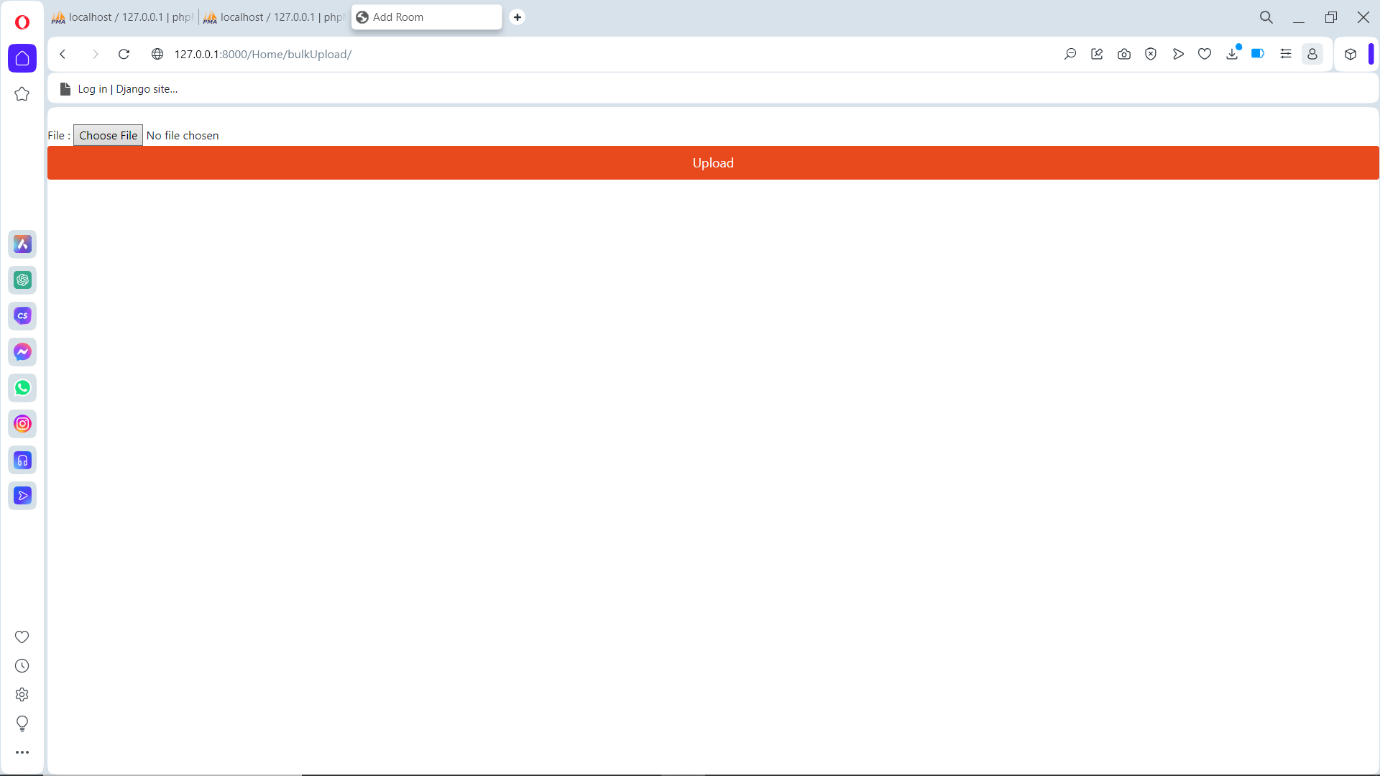 localhost / 127.0.0.1 | php
localhost / 127.0.0.1 | php
Add Room
127.0.0.1:8000/Home/bulkUpload/
Log in | Django site...
File : Choose File No file chosen
Upload